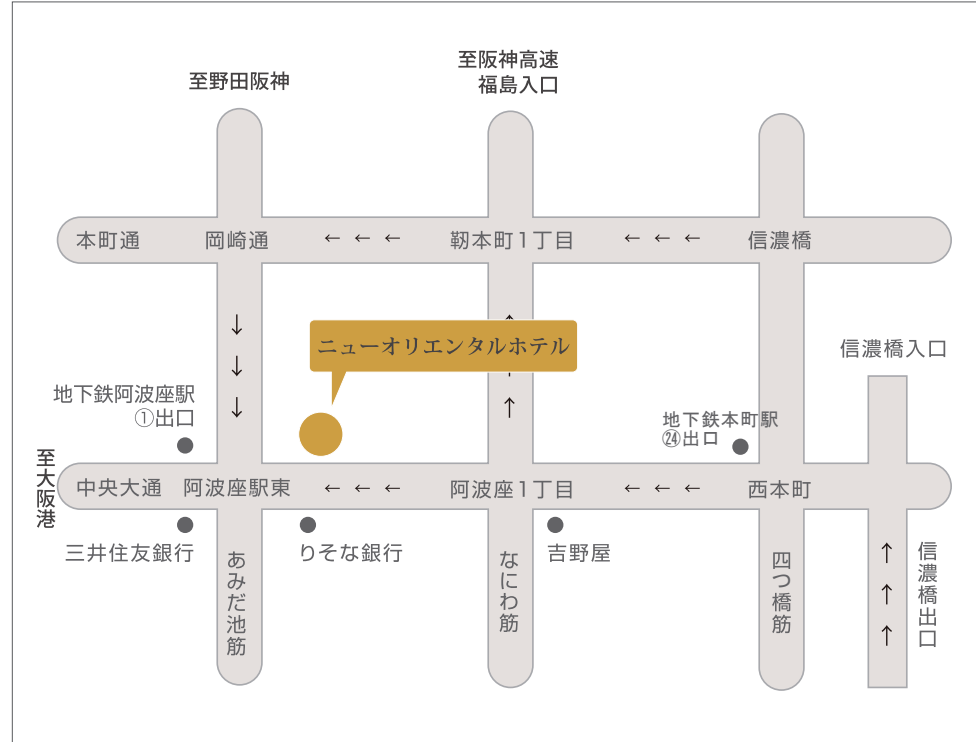 至野田阪神
至阪神高速
福島入口
本町通
岡崎通
← ← ←
靭本町1丁目
← ← ←
信濃橋
ニューオリエンタルホテル
信濃橋入口
地下鉄阿波座駅
①出口
地下鉄本町駅
㉔出口
至大阪港
中央大通
阿波座駅東
← ← ←
阿波座1丁目
← ← ←
西本町
三井住友銀行
りそな銀行
吉野屋
あみだ池筋
なにわ筋
四つ橋筋
信濃橋出口